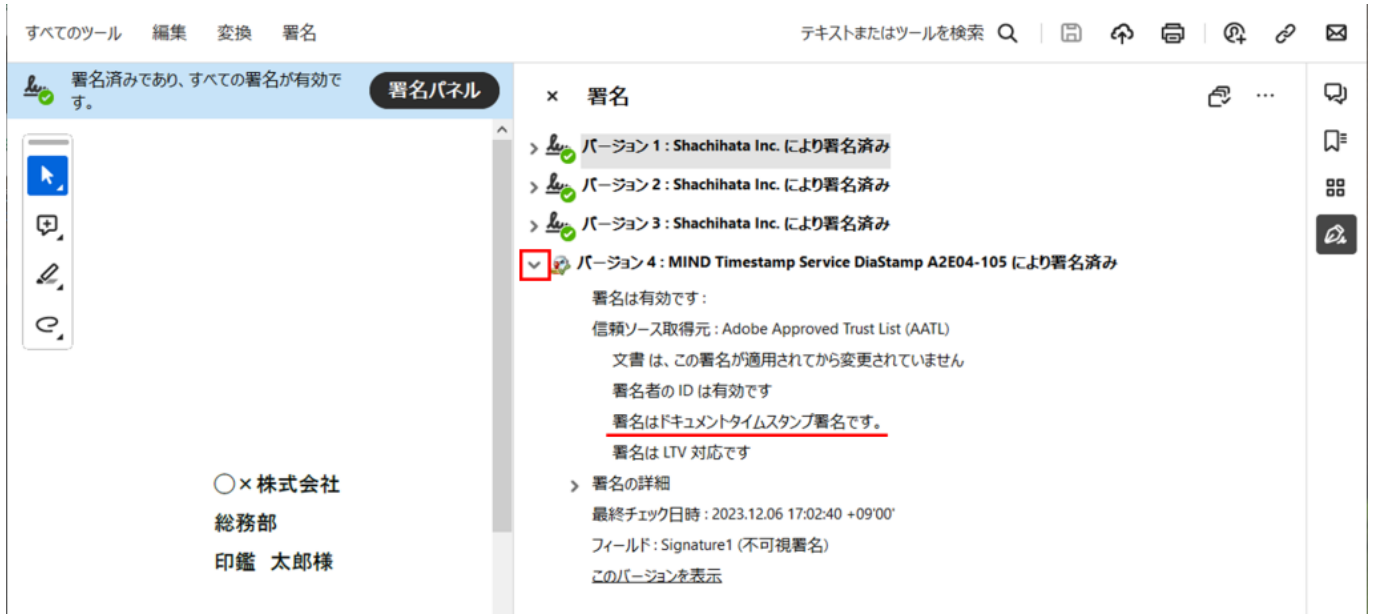 すべてのツール 編集 変換 署名 テキストまたはツールを検索
署名済みであり、すべての署名が有効で
す。
署名パネル
署名
バージョン 1 : Shachihata Inc. により署名済み
バージョン 2 : Shachihata Inc. により署名済み
バージョン 3 : Shachihata Inc. により署名済み
バージョン 4 : MIND Timestamp Service DiaStamp A2E04-105 により署名済み
署名は有効です :
信頼ソース取得元 : Adobe Approved Trust List (AATL)
文書 は、この署名が適用されてから変更されていません
署名者の ID は有効です
署名はドキュメントタイムスタンプ署名です。
署名は LTV 対応です
署名の詳細
最終チェック日時 : 2023.12.06 17:02:40 +09'00'
フィールド : Signature1 (不可視署名)
このバージョンを表示
〇×株式会社
総務部
印鑑 太郎様